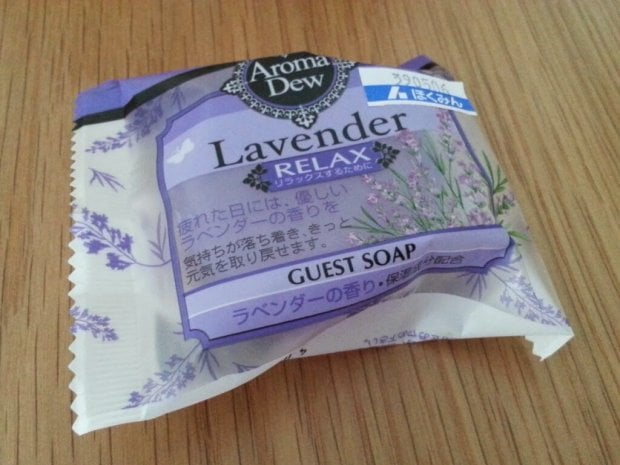 Aroma
Dew
390506
ほくみん
Lavender
RELAX
リラックスするために
疲れた日には、優しい
ラベンダーの香りを
気持ちが落ち着き、きっと
元気を取り戻せます。
GUEST SOAP
ラベンダーの香り・保湿成分配合